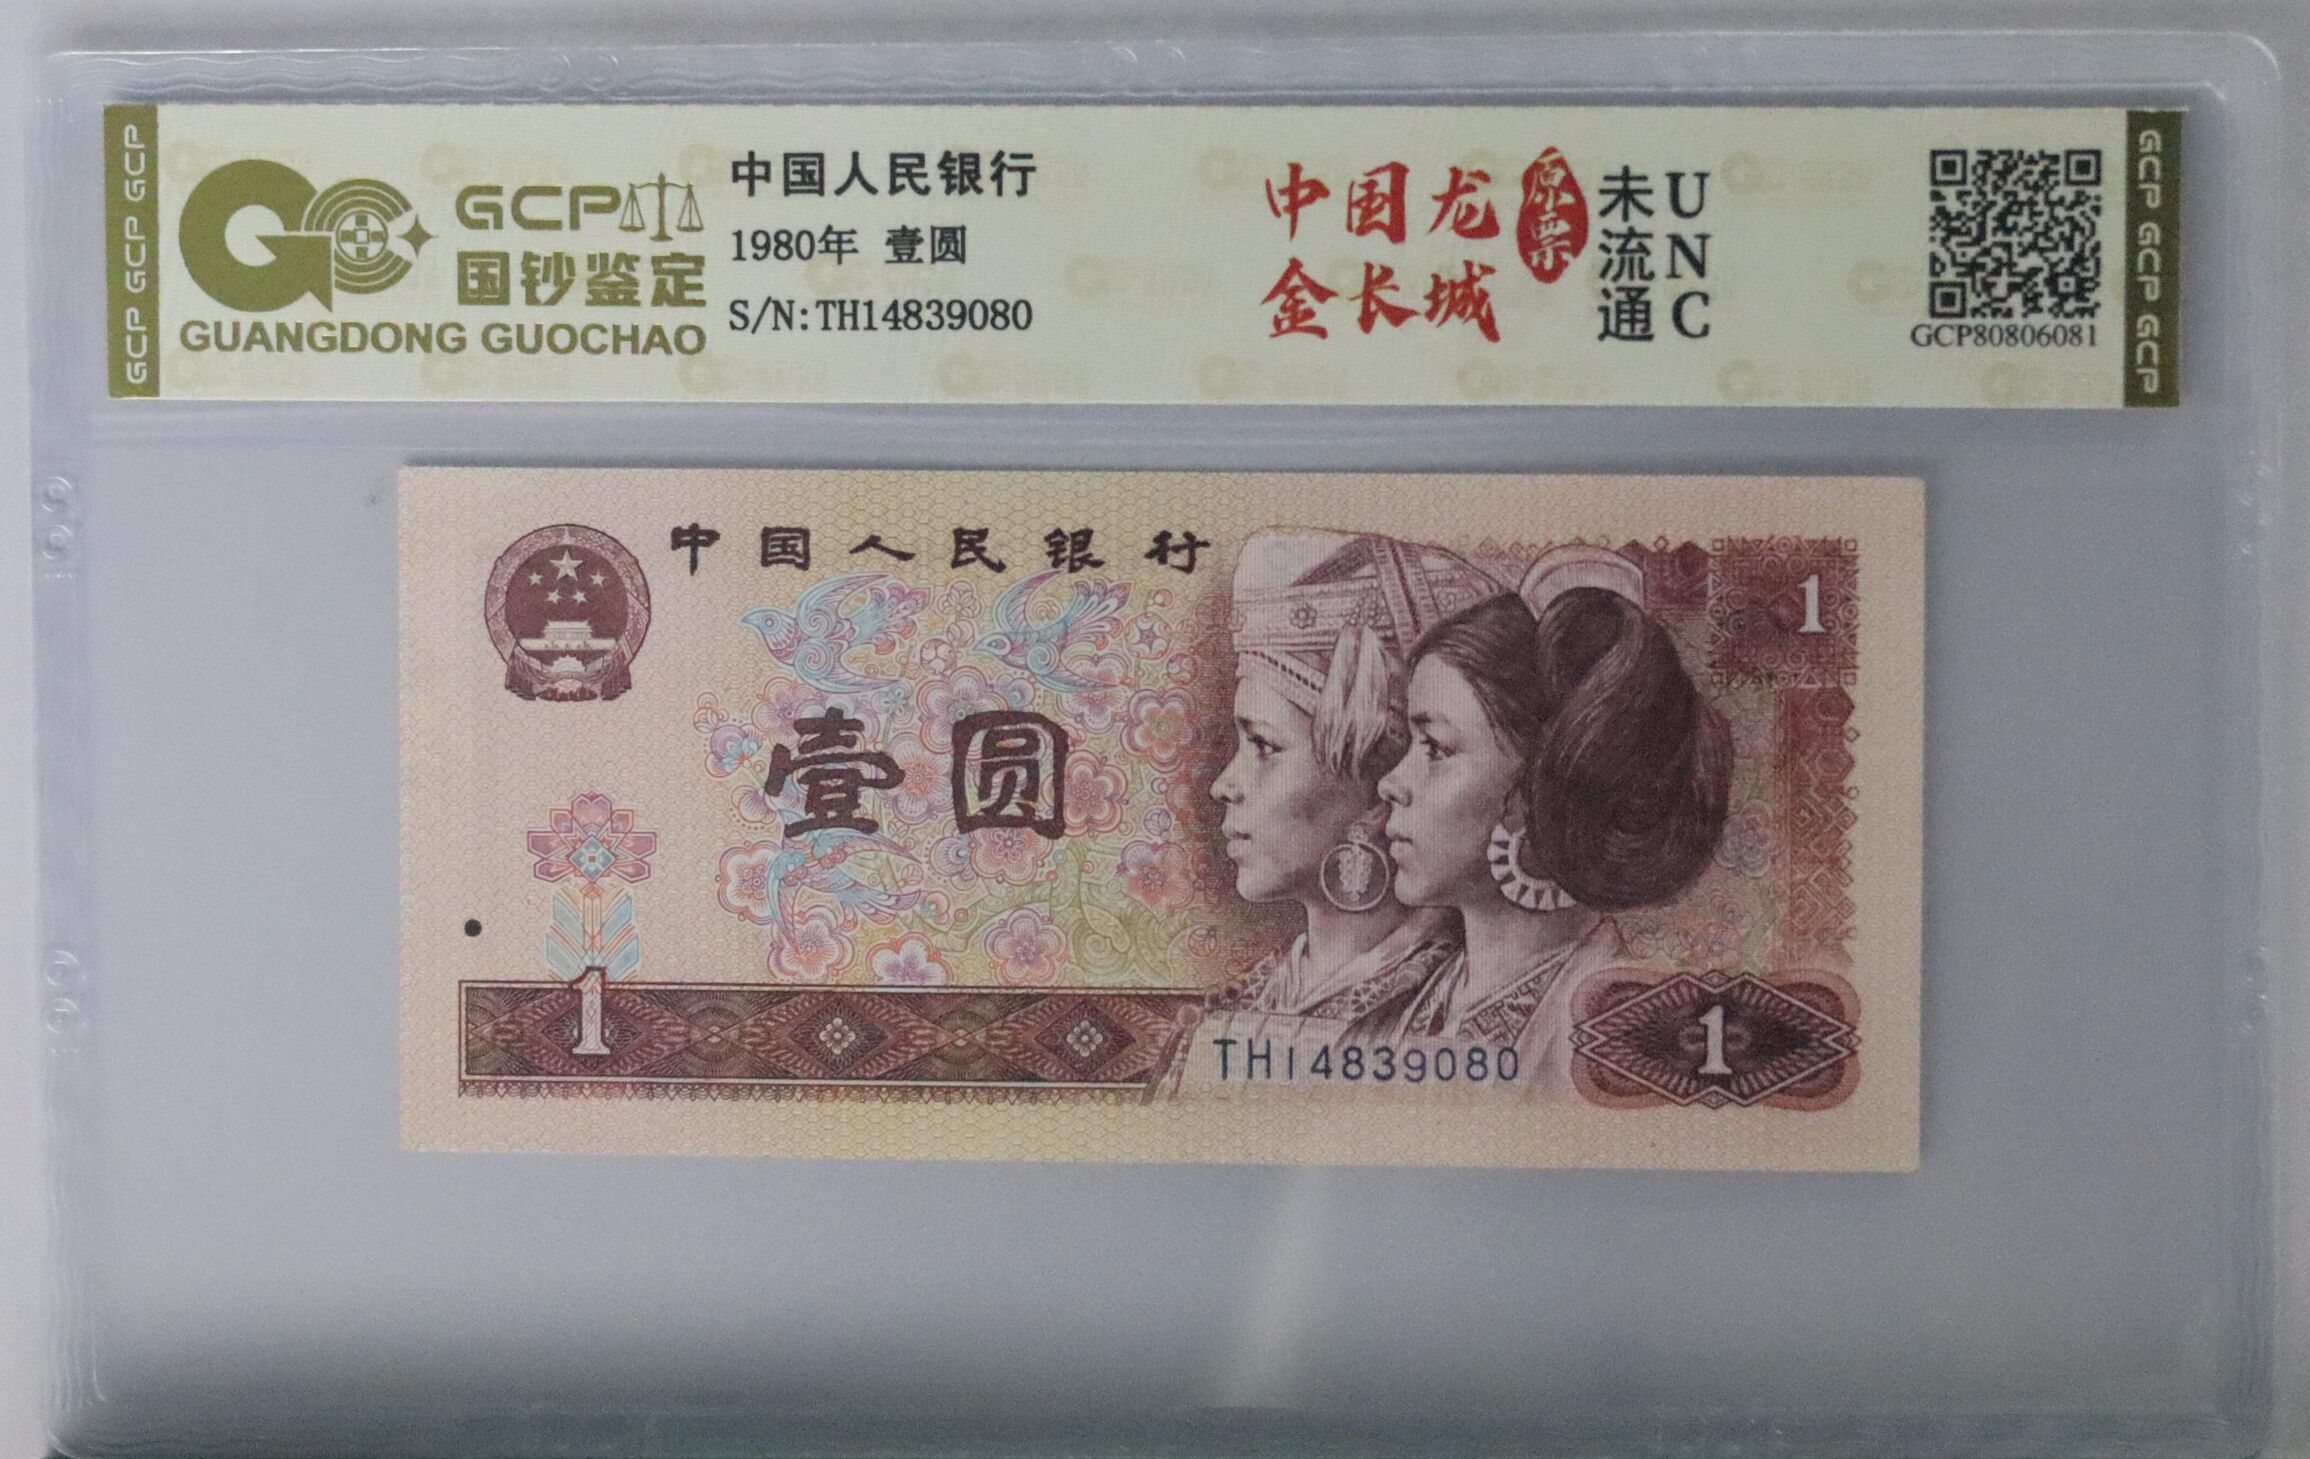 GCP GCP GCP
GCP
国钞鉴定
GUANGDONG GUOCHAO
中国人民银行
1980年 壹圆
S/N:TH14839080
中国龙
金长城
原票
未流通
UNC
GCP80806081
GCP GCP GCP
中国人民银行
1
壹圆
1
TH14839080
1